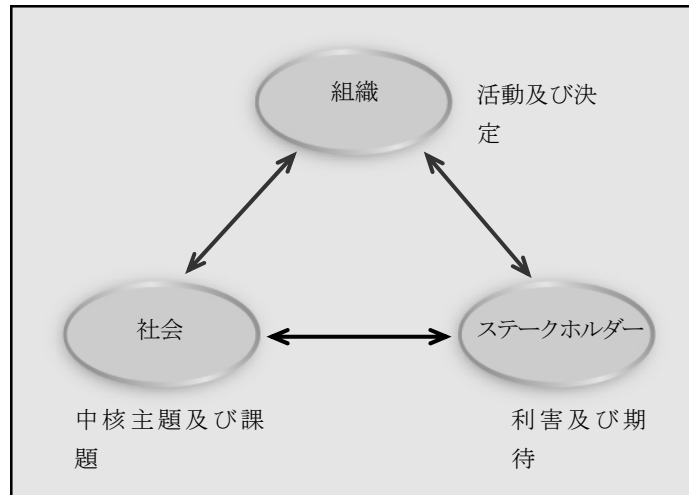 組織
活動及び決
定
社会
ステークホルダー
中核主題及び課
題
利害及び期
待